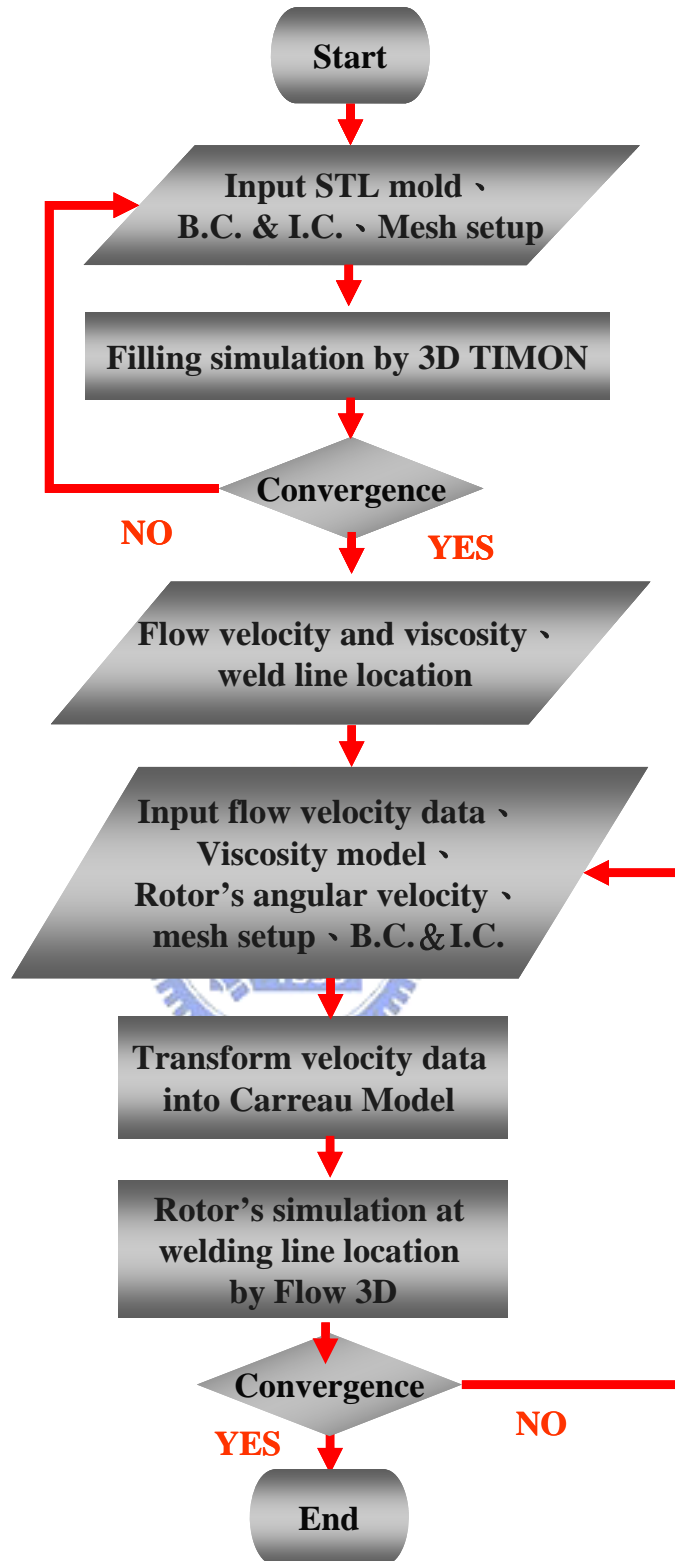 Start
Input STL mold、
B.C. & I.C.、Mesh setup
Filling simulation by 3D TIMON
Convergence
NO
YES
Flow velocity and viscosity、
weld line location
Input flow velocity data、
Viscosity model、
Rotor's angular velocity、
mesh setup、B.C.＆I.C.
Transform velocity data
into Carreau Model
Rotor's simulation at
welding line location
by Flow 3D
Convergence
NO
YES
End